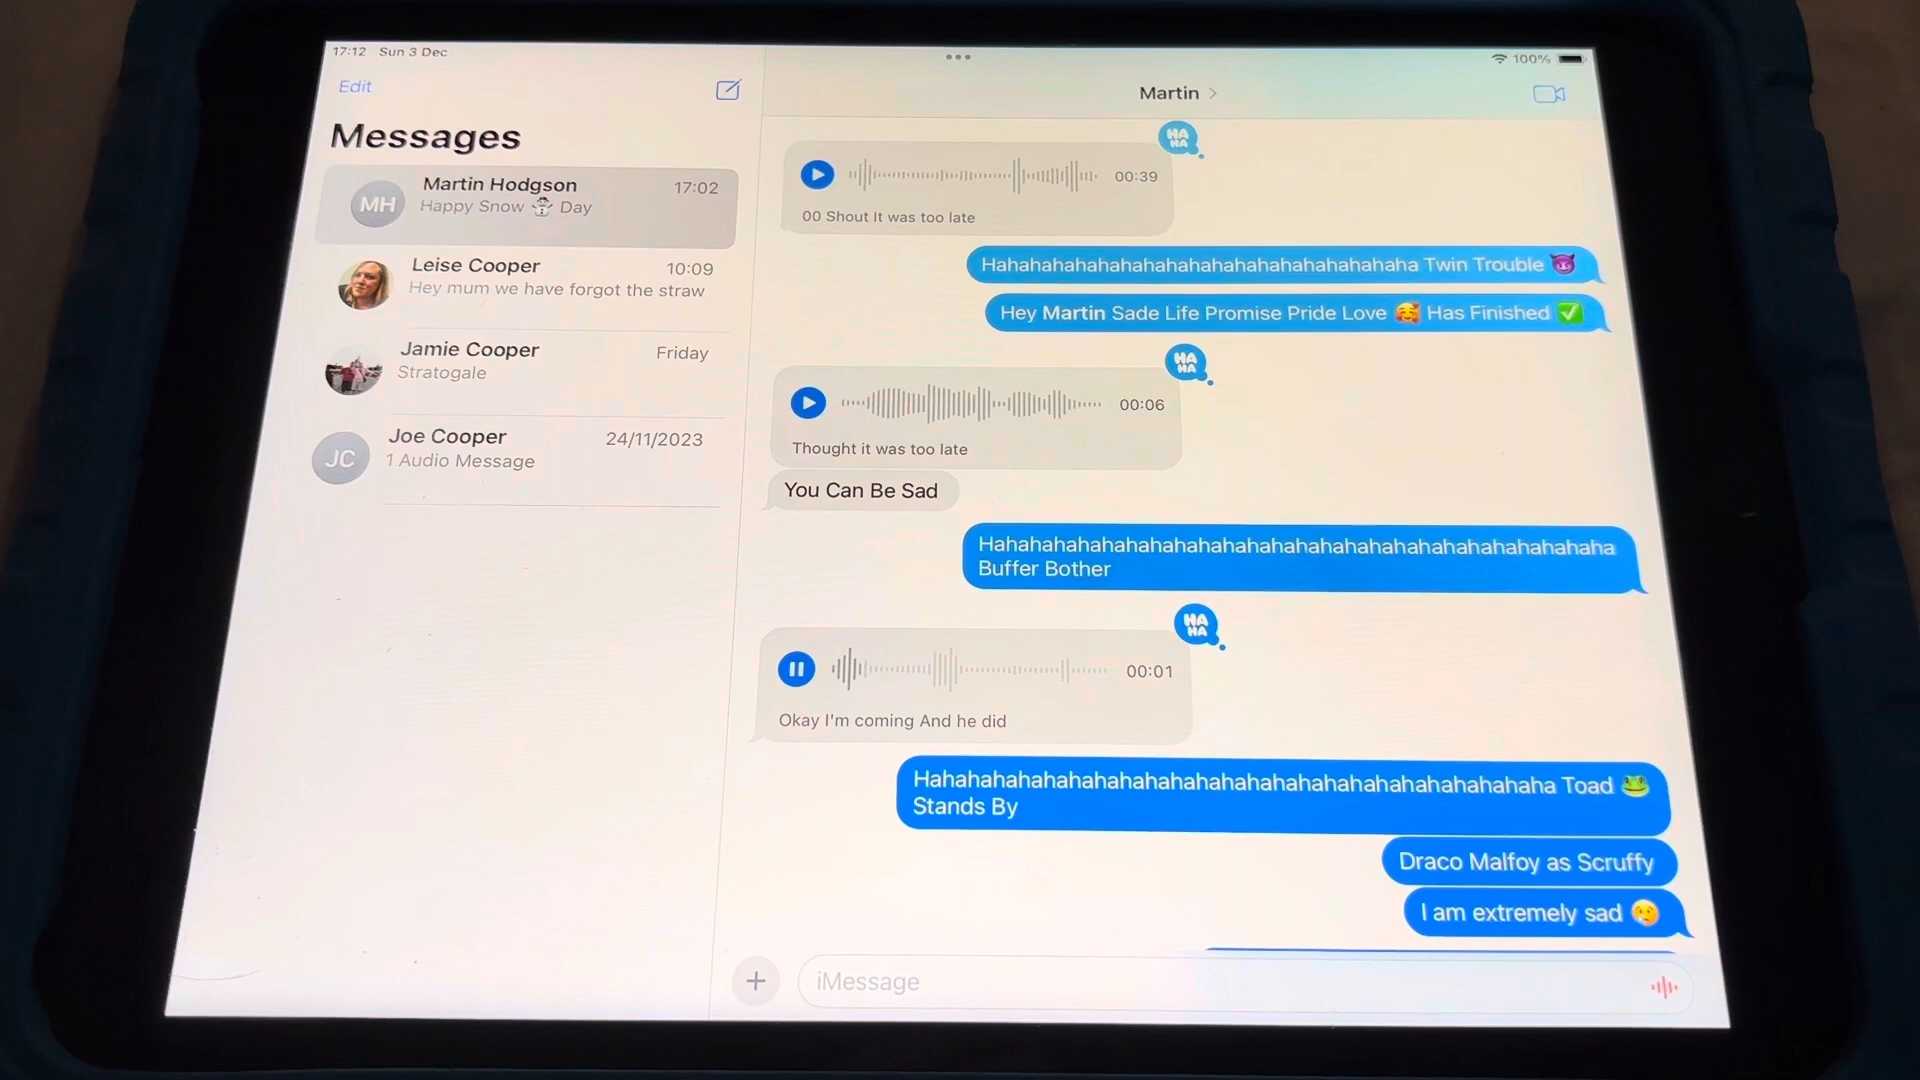 17:12 Sun 3 Dec
100%
Edit
Messages
Martin Hodgson 17:02
MH
Happy Snow ⛄ Day
Leise Cooper 10:09
Hey mum we have forgot the straw
Jamie Cooper Friday
Stratogale
Joe Cooper 24/11/2023
JC
1 Audio Message
Martin >
HA
HA
00:39
00 Shout It was too late
Hahahahahahahahahahahahahahahahahahaha Twin Trouble 😈
Hey Martin Sade Life Promise Pride Love 🥰 Has Finished ✅
HA
HA
00:06
Thought it was too late
You Can Be Sad
Hahahahahahahahahahahahahahahahahahahahahahahahahaha
Buffer Bother
HA
HA
00:01
Okay I'm coming And he did
Hahahahahahahahahahahahahahahahahahahahahahahahahaha Toad 🐸
Stands By
Draco Malfoy as Scruffy
I am extremely sad 😢
iMessage